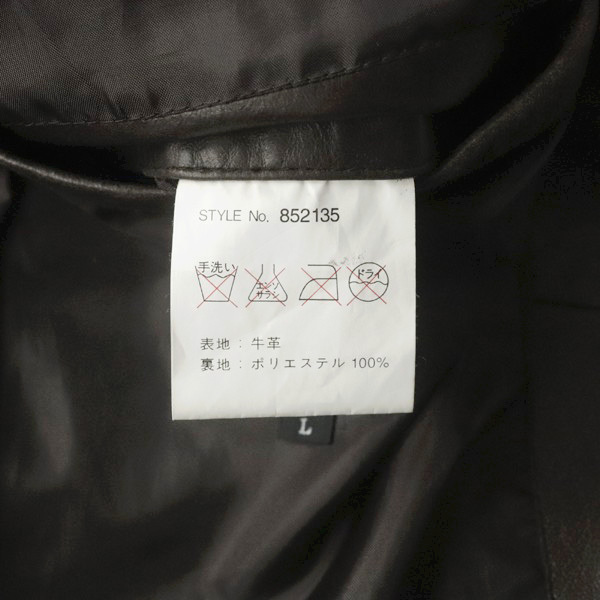 STYLE No. 852135
手洗い エンソ サラシ ドライ
表地：牛革
裏地：ポリエステル 100%
L